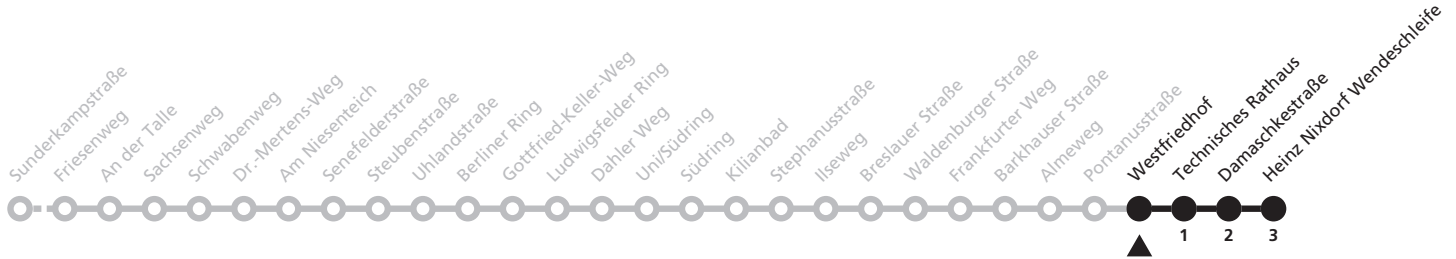 Sunderkampstraße
Friesenweg
An der Talle
Sachsenweg
Schwabenweg
Dr.-Mertens-Weg
Am Niesenteich
Senefelderstraße
Steubenstraße
Uhlandstraße
Berliner Ring
Gottfried-Keller-Weg
Ludwigsfelder Ring
Dahler Weg
Uni/Südring
Südring
Kilianbad
Stephanusstraße
Ilseweg
Breslauer Straße
Waldenburger Straße
Frankfurter Weg
Barkhauser Straße
Almeweg
Pontanusstraße
Westfriedhof
Technisches Rathaus
Damaschkestraße
Heinz Nixdorf Wendeschleife
1 2 3